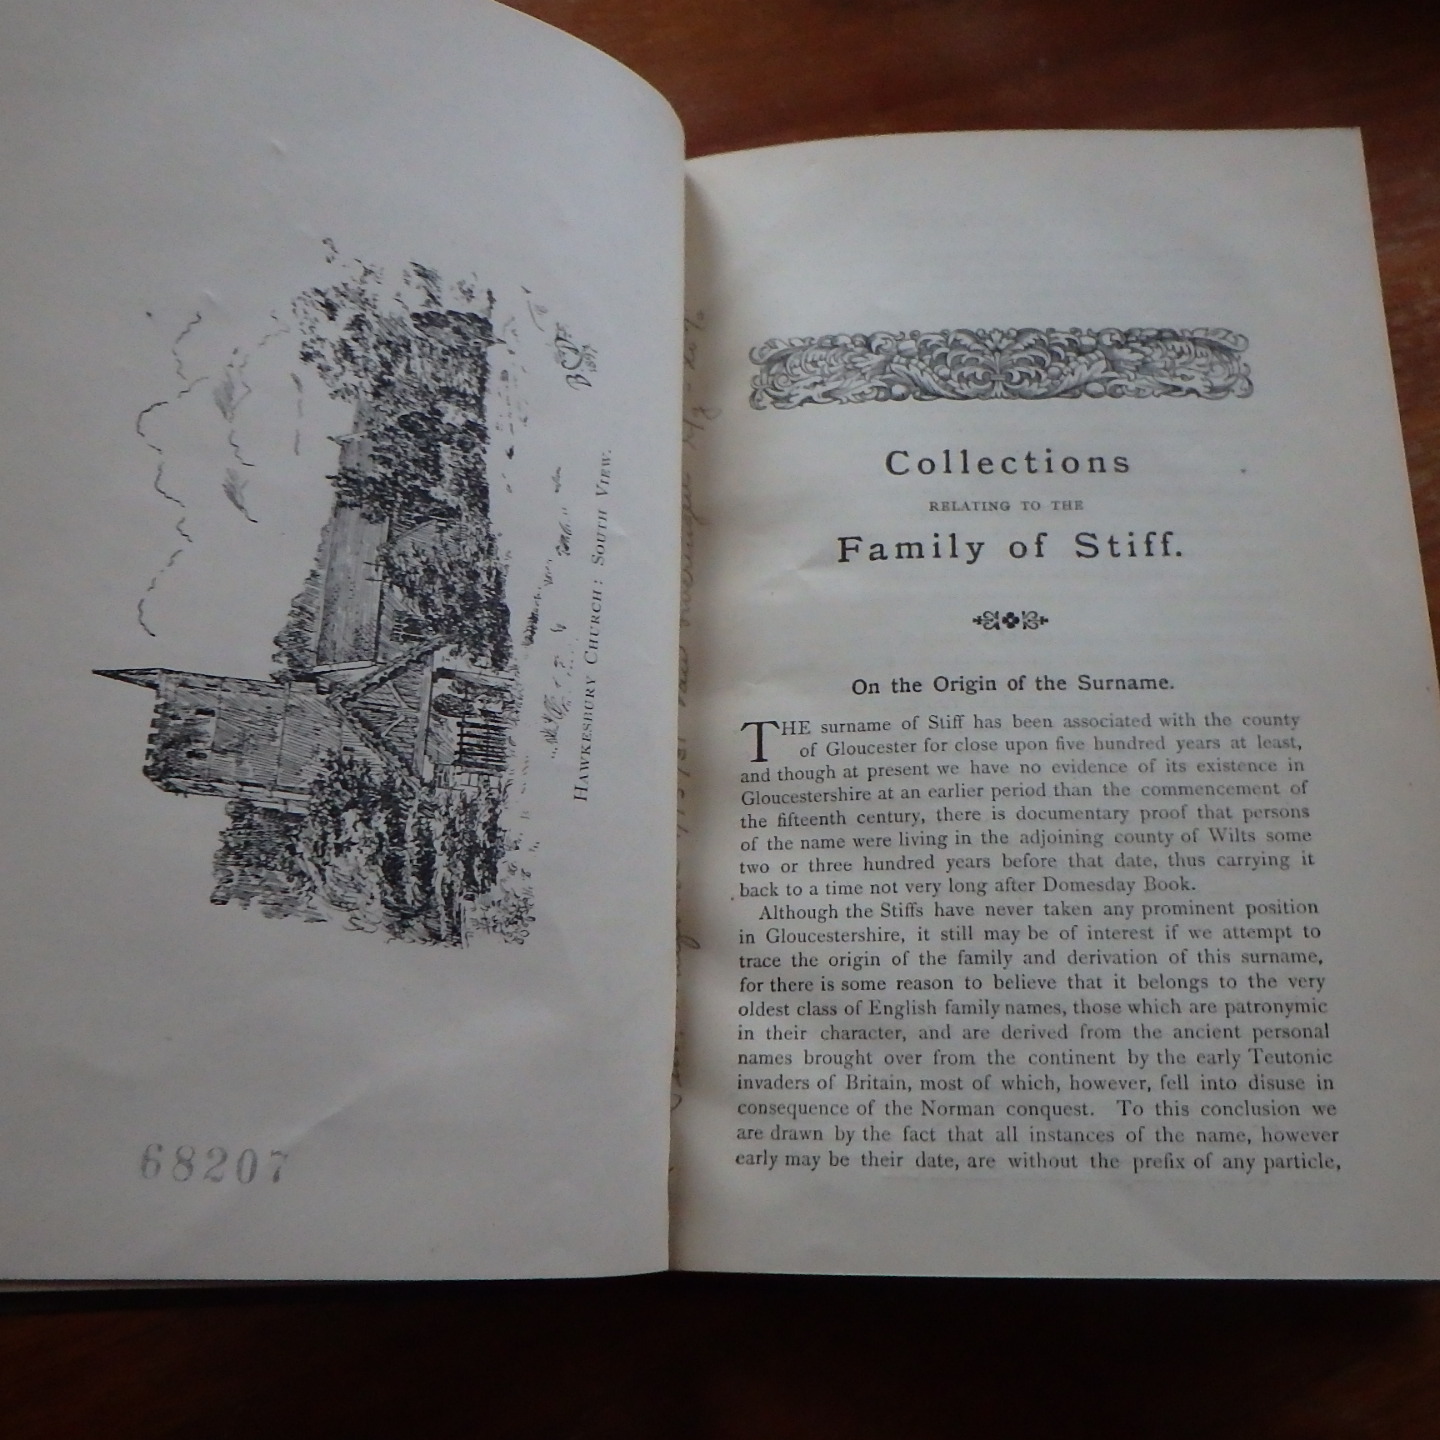 HAWKESBURY CHURCH: SOUTH VIEW.
1897
68207
Collections
RELATING TO THE
Family of Stiff.
On the Origin of the Surname.
THE surname of Stiff has been associated with the county
of Gloucester for close upon five hundred years at least,
and though at present we have no evidence of its existence in
Gloucestershire at an earlier period than the commencement of
the fifteenth century, there is documentary proof that persons
of the name were living in the adjoining county of Wilts some
two or three hundred years before that date, thus carrying it
back to a time not very long after Domesday Book.
Although the Stiffs have never taken any prominent position
in Gloucestershire, it still may be of interest if we attempt to
trace the origin of the family and derivation of this surname,
for there is some reason to believe that it belongs to the very
oldest class of English family names, those which are patronymic
in their character, and are derived from the ancient personal
names brought over from the continent by the early Teutonic
invaders of Britain, most of which, however, fell into disuse in
consequence of the Norman conquest. To this conclusion we
are drawn by the fact that all instances of the name, however
early may be their date, are without the prefix of any particle,